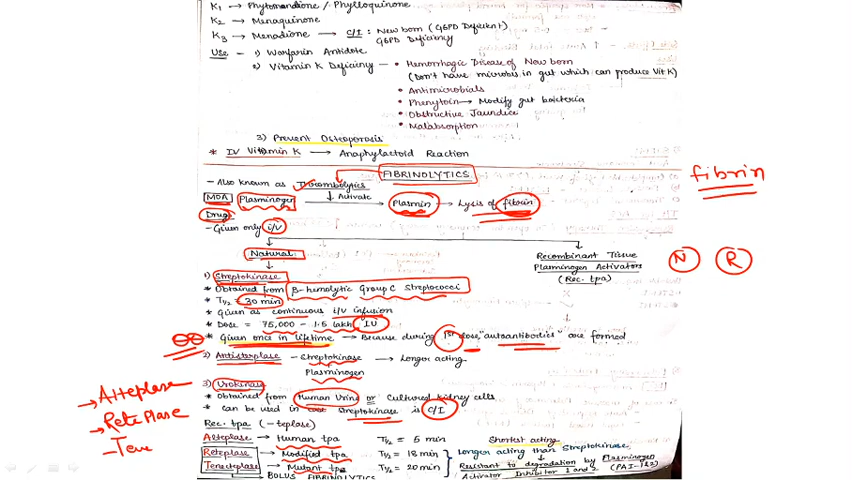 K1 → Phytonandione / Phylloquinone
K2 → Menaquinone
K3 → Menadione → C/I : New born (G6PD Deficient)
G6PD Deficiency
Use - 1) Warfarin Antidote
2) Vitamin K Deficiency - • Hemorrhagic Disease of New born
(Don't have microbes in gut which can produce Vit K)
• Antimicrobials
• Phenytoin → Modify gut bacteria
• Obstructive Jaundice
• Malabsorption
3) Prevent Osteoporosis
* IV Vitamin K → Anaphylactoid Reaction
FIBRINOLYTICS
fibrin
- Also known as Thrombolytics
MOA Plasminogen ↓ Activate → Plasmin → Lysis of fibrin
Drug
- Given only i/v
Natural
Recombinant Tissue
Plasminogen Activators
(Rec. tpa)
N R
1) Streptokinase
* Obtained from β-hemolytic Group C Streptococci
* T1/2 = 30 min
* Given as continuous i/v infusion
* Dose = 75,000 - 1.5 lakh IU
* Given once in lifetime → Because during 1st dose "autoantibodies" are formed
2) Antistreplase - Streptokinase → Longer acting
Plasminogen
3) Urokinase
* Obtained from Human Urine or Cultured kidney cells
* can be used in Streptokinase is C/I
→ Alteplase
→ Reteplase
- Tene
Rec. tpa (-teplase)
Alteplase → Human tpa T1/2 = 5 min Shortest acting
Reteplase → Modified tpa T1/2 = 18 min Longer acting than Streptokinase
Tenecteplase → Mutant tpa T1/2 = 20 min Resistant to degradation by Plasminogen
Activator Inhibitor 1 and 2 (PAI-1&2)
BOLUS FIBRINOLYTICS